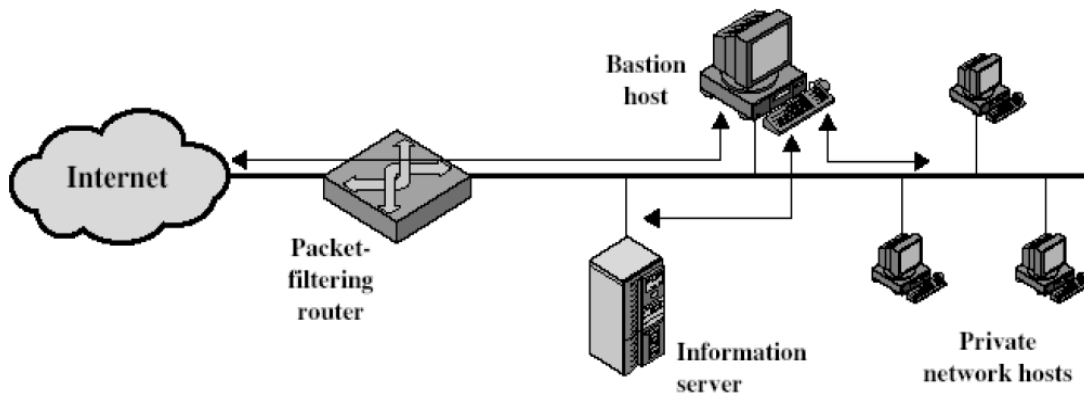 Bastion
host
Internet
Packet-
filtering
router
Information
server
Private
network hosts